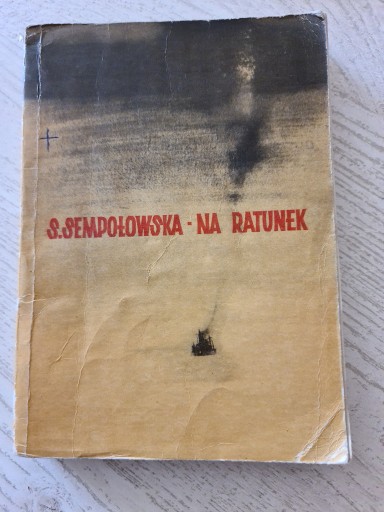 S.SEMPOŁOWSKA · NA RATUNEK